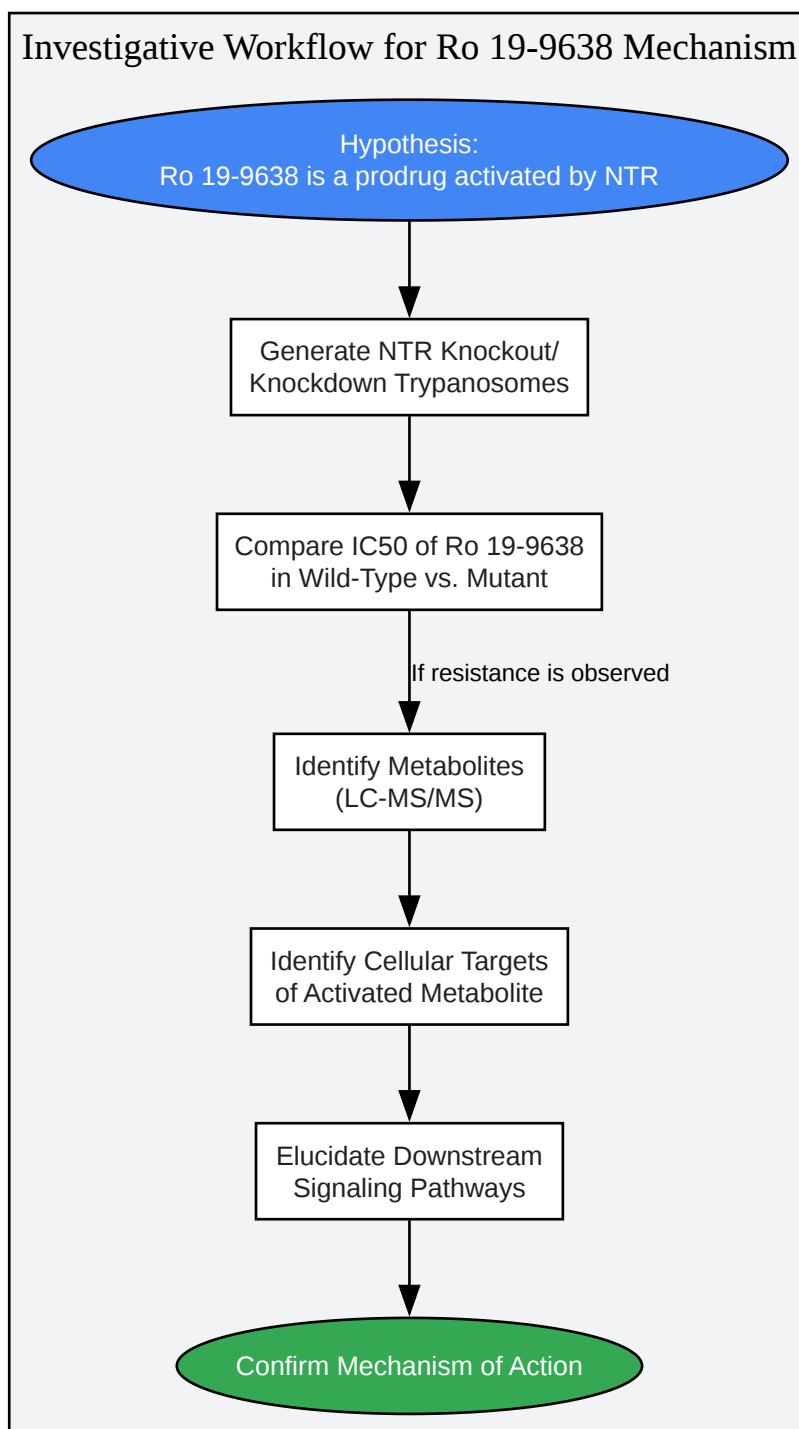 Investigative Workflow for Ro 19-9638 Mechanism
Hypothesis:
Ro 19-9638 is a prodrug activated by NTR
Generate NTR Knockout/
Knockdown Trypanosomes
Compare IC50 of Ro 19-9638
in Wild-Type vs. Mutant
If resistance is observed
Identify Metabolites
(LC-MS/MS)
Identify Cellular Targets
of Activated Metabolite
Elucidate Downstream
Signaling Pathways
Confirm Mechanism of Action